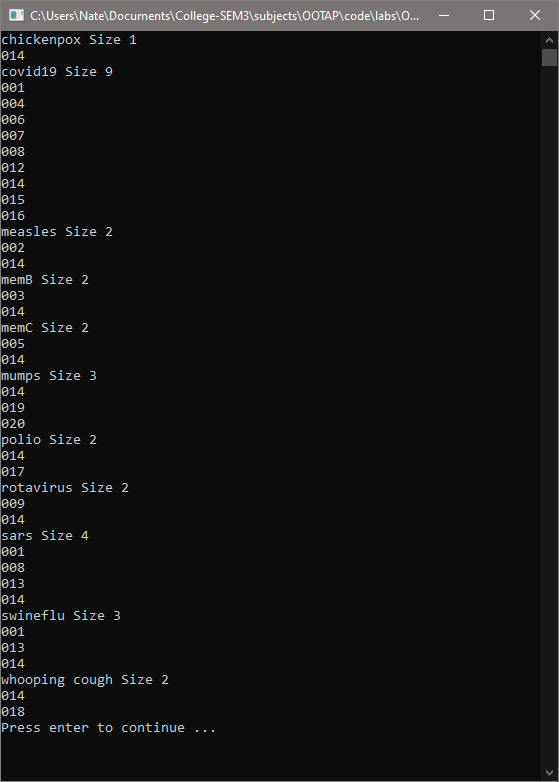 C:\Users\Nate\Documents\College-SEM3\subjects\OOTAP\code\labs\O...
chickenpox Size 1
014
covid19 Size 9
001
004
006
007
008
012
014
015
016
measles Size 2
002
014
memB Size 2
003
014
memC Size 2
005
014
mumps Size 3
014
019
020
polio Size 2
014
017
rotavirus Size 2
009
014
sars Size 4
001
008
013
014
swineflu Size 3
001
013
014
whooping cough Size 2
014
018
Press enter to continue ...